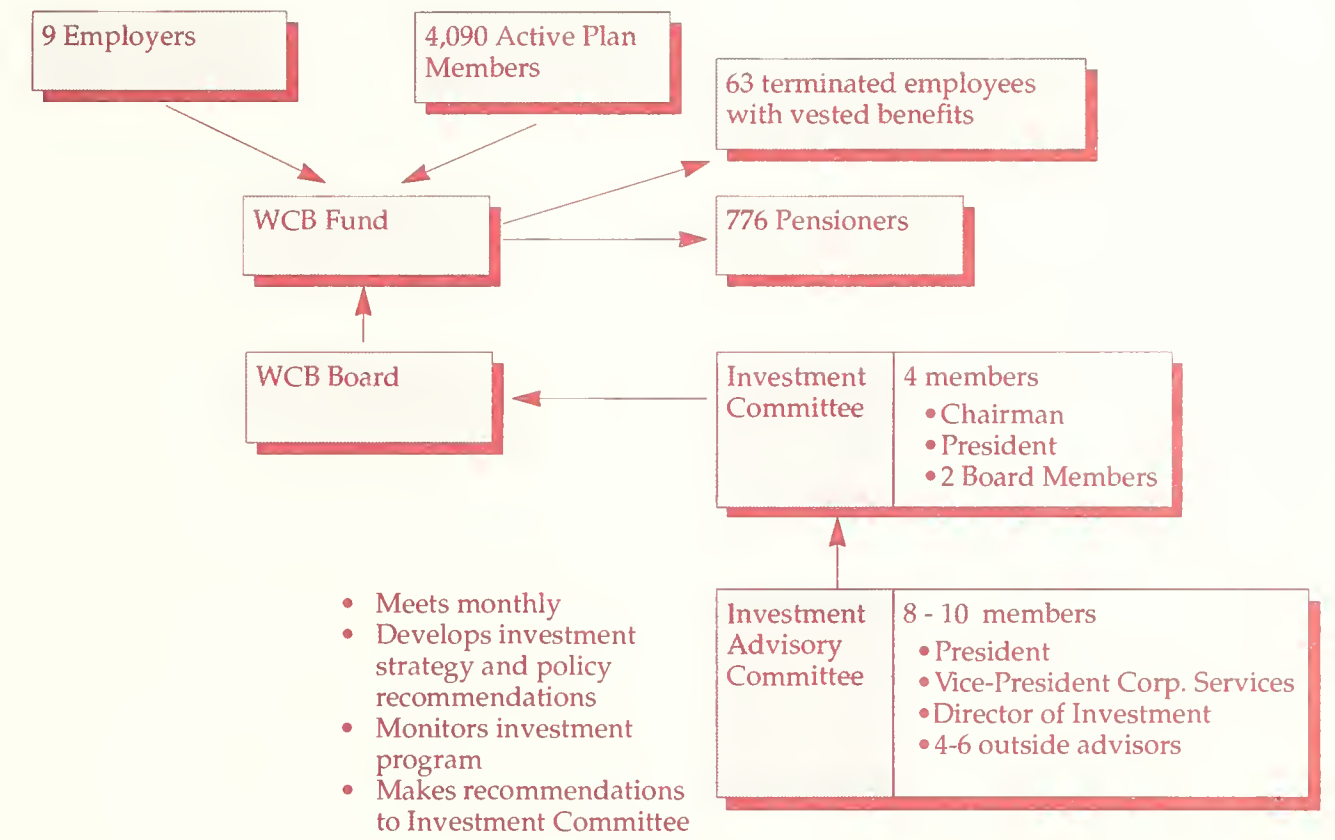 9 Employers
4,090 Active Plan
Members
63 terminated employees
with vested benefits
WCB Fund
776 Pensioners
WCB Board
Investment
Committee
4 members
•Chairman
•President
•2 Board Members
• Meets monthly
• Develops investment
strategy and policy
recommendations
• Monitors investment
program
• Makes recommendations
to Investment Committee
Investment
Advisory
Committee
8 - 10 members
•President
•Vice-President Corp. Services
•Director of Investment
•4-6 outside advisors